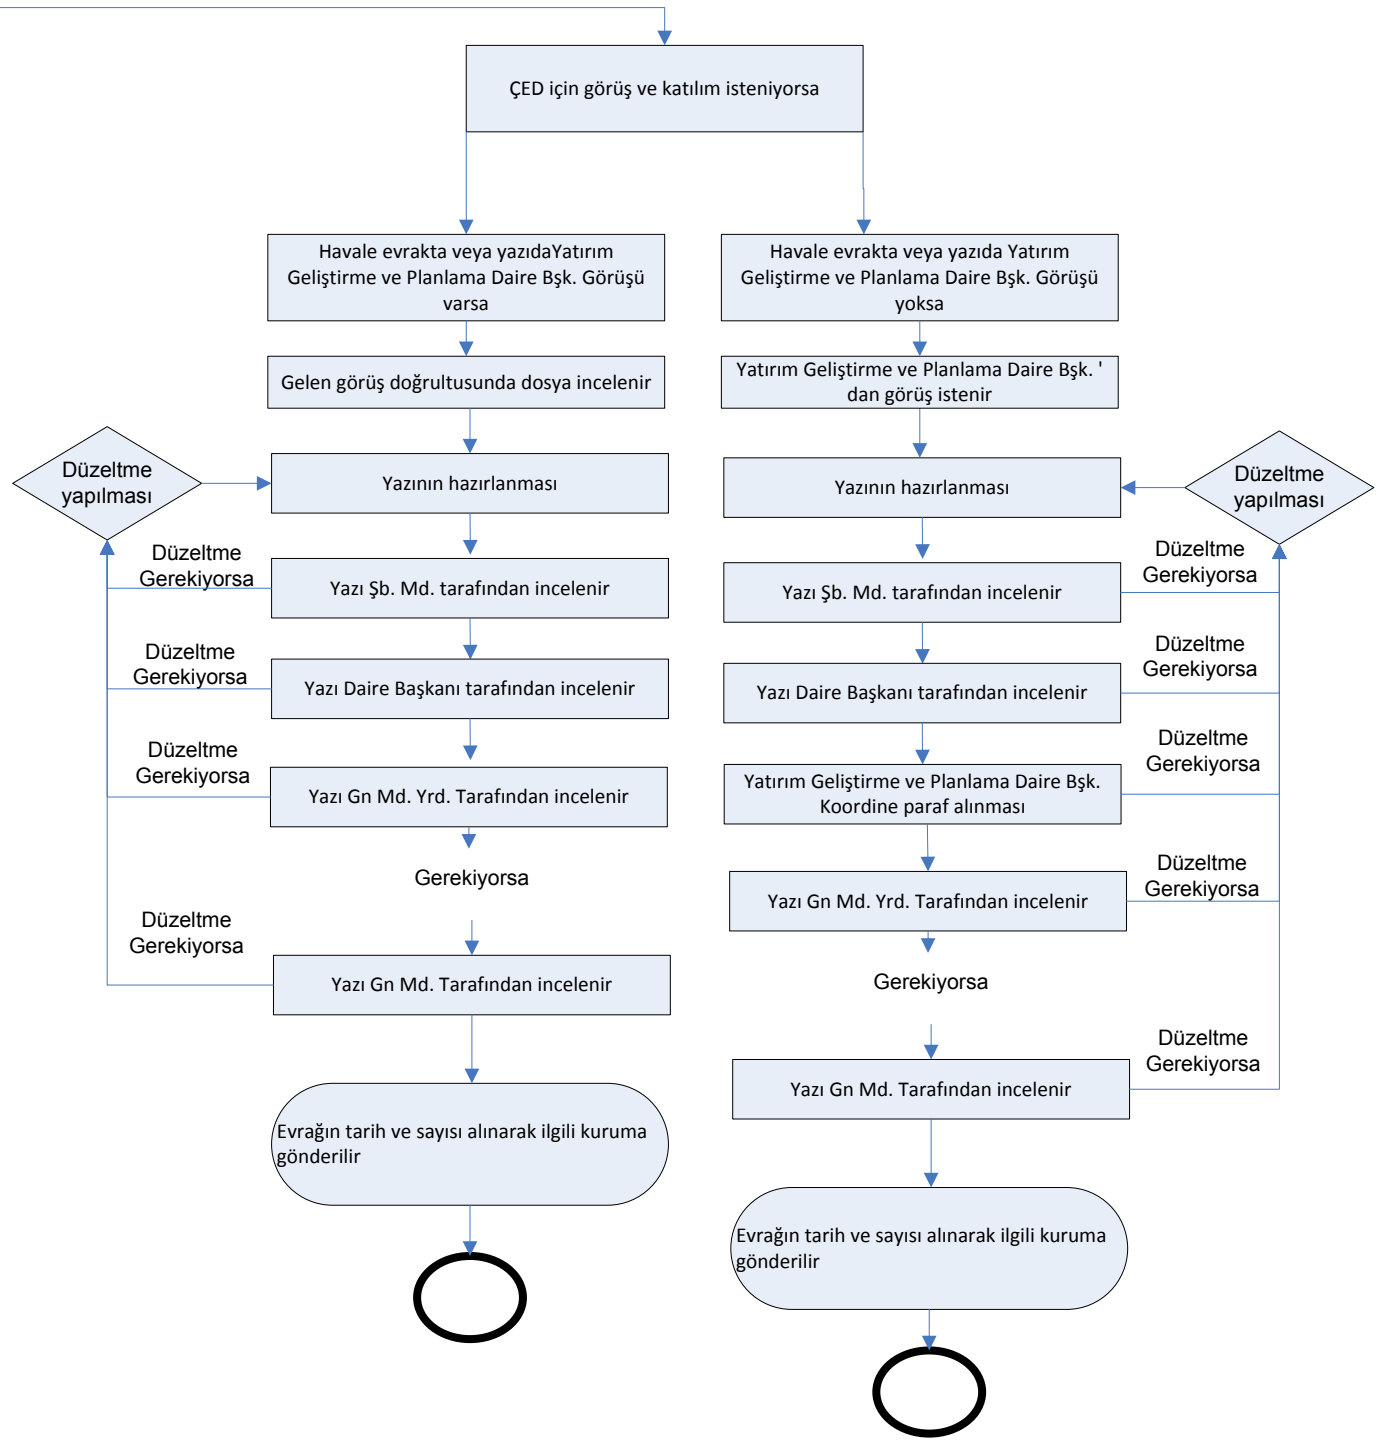 ÇED için görüş ve katılım isteniyorsa
Havale evrakta veya yazıdaYatırım
Geliştirme ve Planlama Daire Bşk. Görüşü
varsa
Gelen görüş doğrultusunda dosya incelenir
Düzeltme
yapılması
Yazının hazırlanması
Düzeltme
Gerekiyorsa
Yazı Şb. Md. tarafından incelenir
Düzeltme
Gerekiyorsa
Yazı Daire Başkanı tarafından incelenir
Düzeltme
Gerekiyorsa
Yazı Gn Md. Yrd. Tarafından incelenir
Gerekiyorsa
Düzeltme
Gerekiyorsa
Yazı Gn Md. Tarafından incelenir
Evrağın tarih ve sayısı alınarak ilgili kuruma
gönderilir
Havale evrakta veya yazıda Yatırım
Geliştirme ve Planlama Daire Bşk. Görüşü
yoksa
Yatırım Geliştirme ve Planlama Daire Bşk. '
dan görüş istenir
Yazının hazırlanması
Düzeltme
yapılması
Düzeltme
Gerekiyorsa
Yazı Şb. Md. tarafından incelenir
Düzeltme
Gerekiyorsa
Yazı Daire Başkanı tarafından incelenir
Düzeltme
Gerekiyorsa
Yatırım Geliştirme ve Planlama Daire Bşk.
Koordine paraf alınması
Düzeltme
Gerekiyorsa
Yazı Gn Md. Yrd. Tarafından incelenir
Gerekiyorsa
Düzeltme
Gerekiyorsa
Yazı Gn Md. Tarafından incelenir
Evrağın tarih ve sayısı alınarak ilgili kuruma
gönderilir